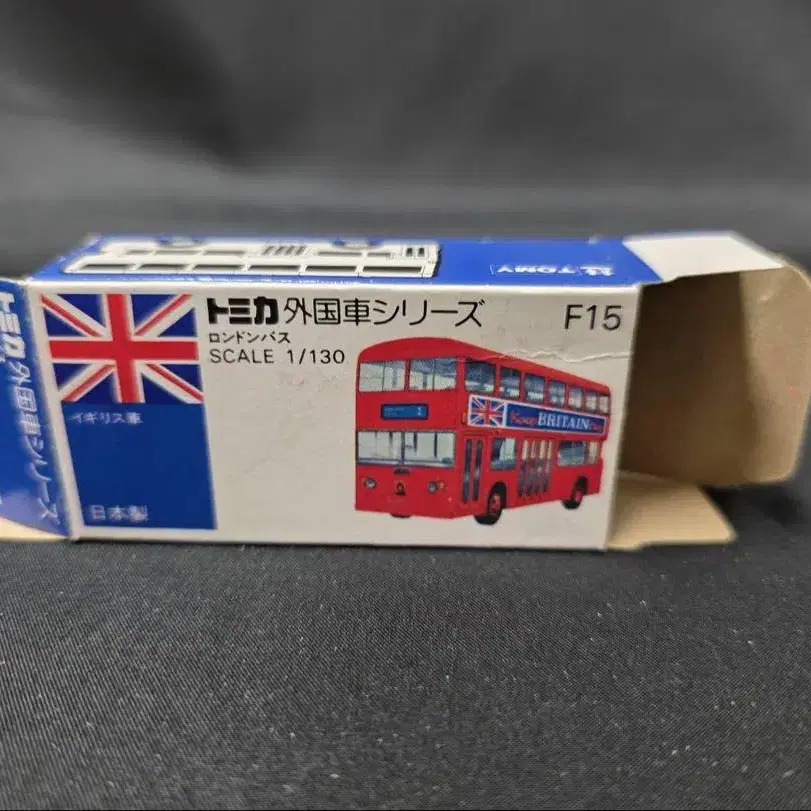 TOMY
トミカ 外国車シリーズ
F15
ロンドンバス
SCALE 1/130
イギリス車
日本製
BRITAIN
トミカ 外国車シリーズ